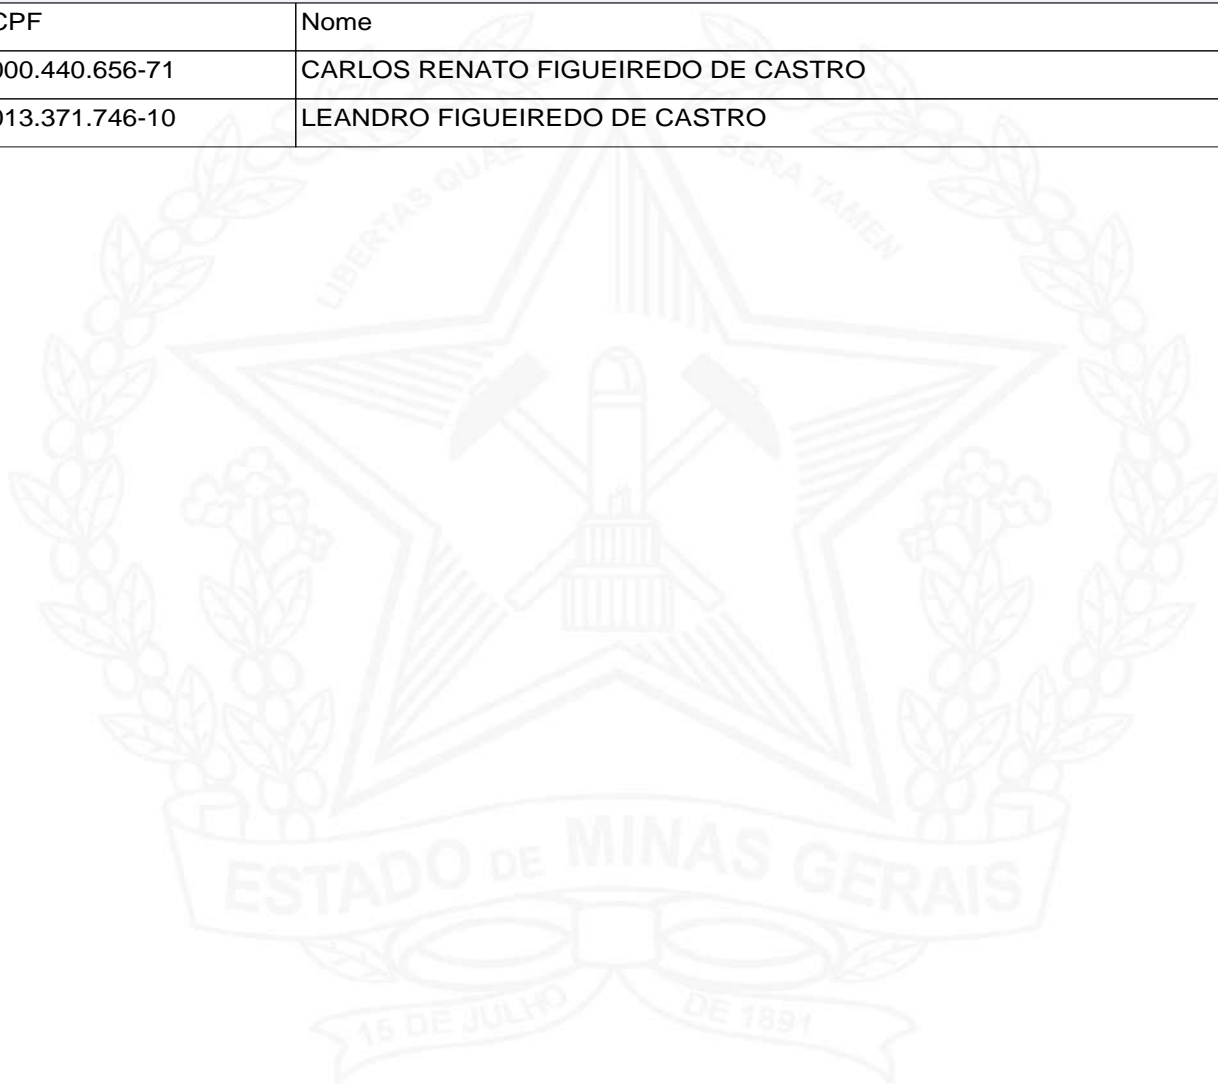 CPF Nome
000.440.656-71 CARLOS RENATO FIGUEIREDO DE CASTRO
013.371.746-10 LEANDRO FIGUEIREDO DE CASTRO
LIBERTAS QUAE SERA TAMEN
ESTADO DE MINAS GERAIS
15 DE JULHO DE 1891